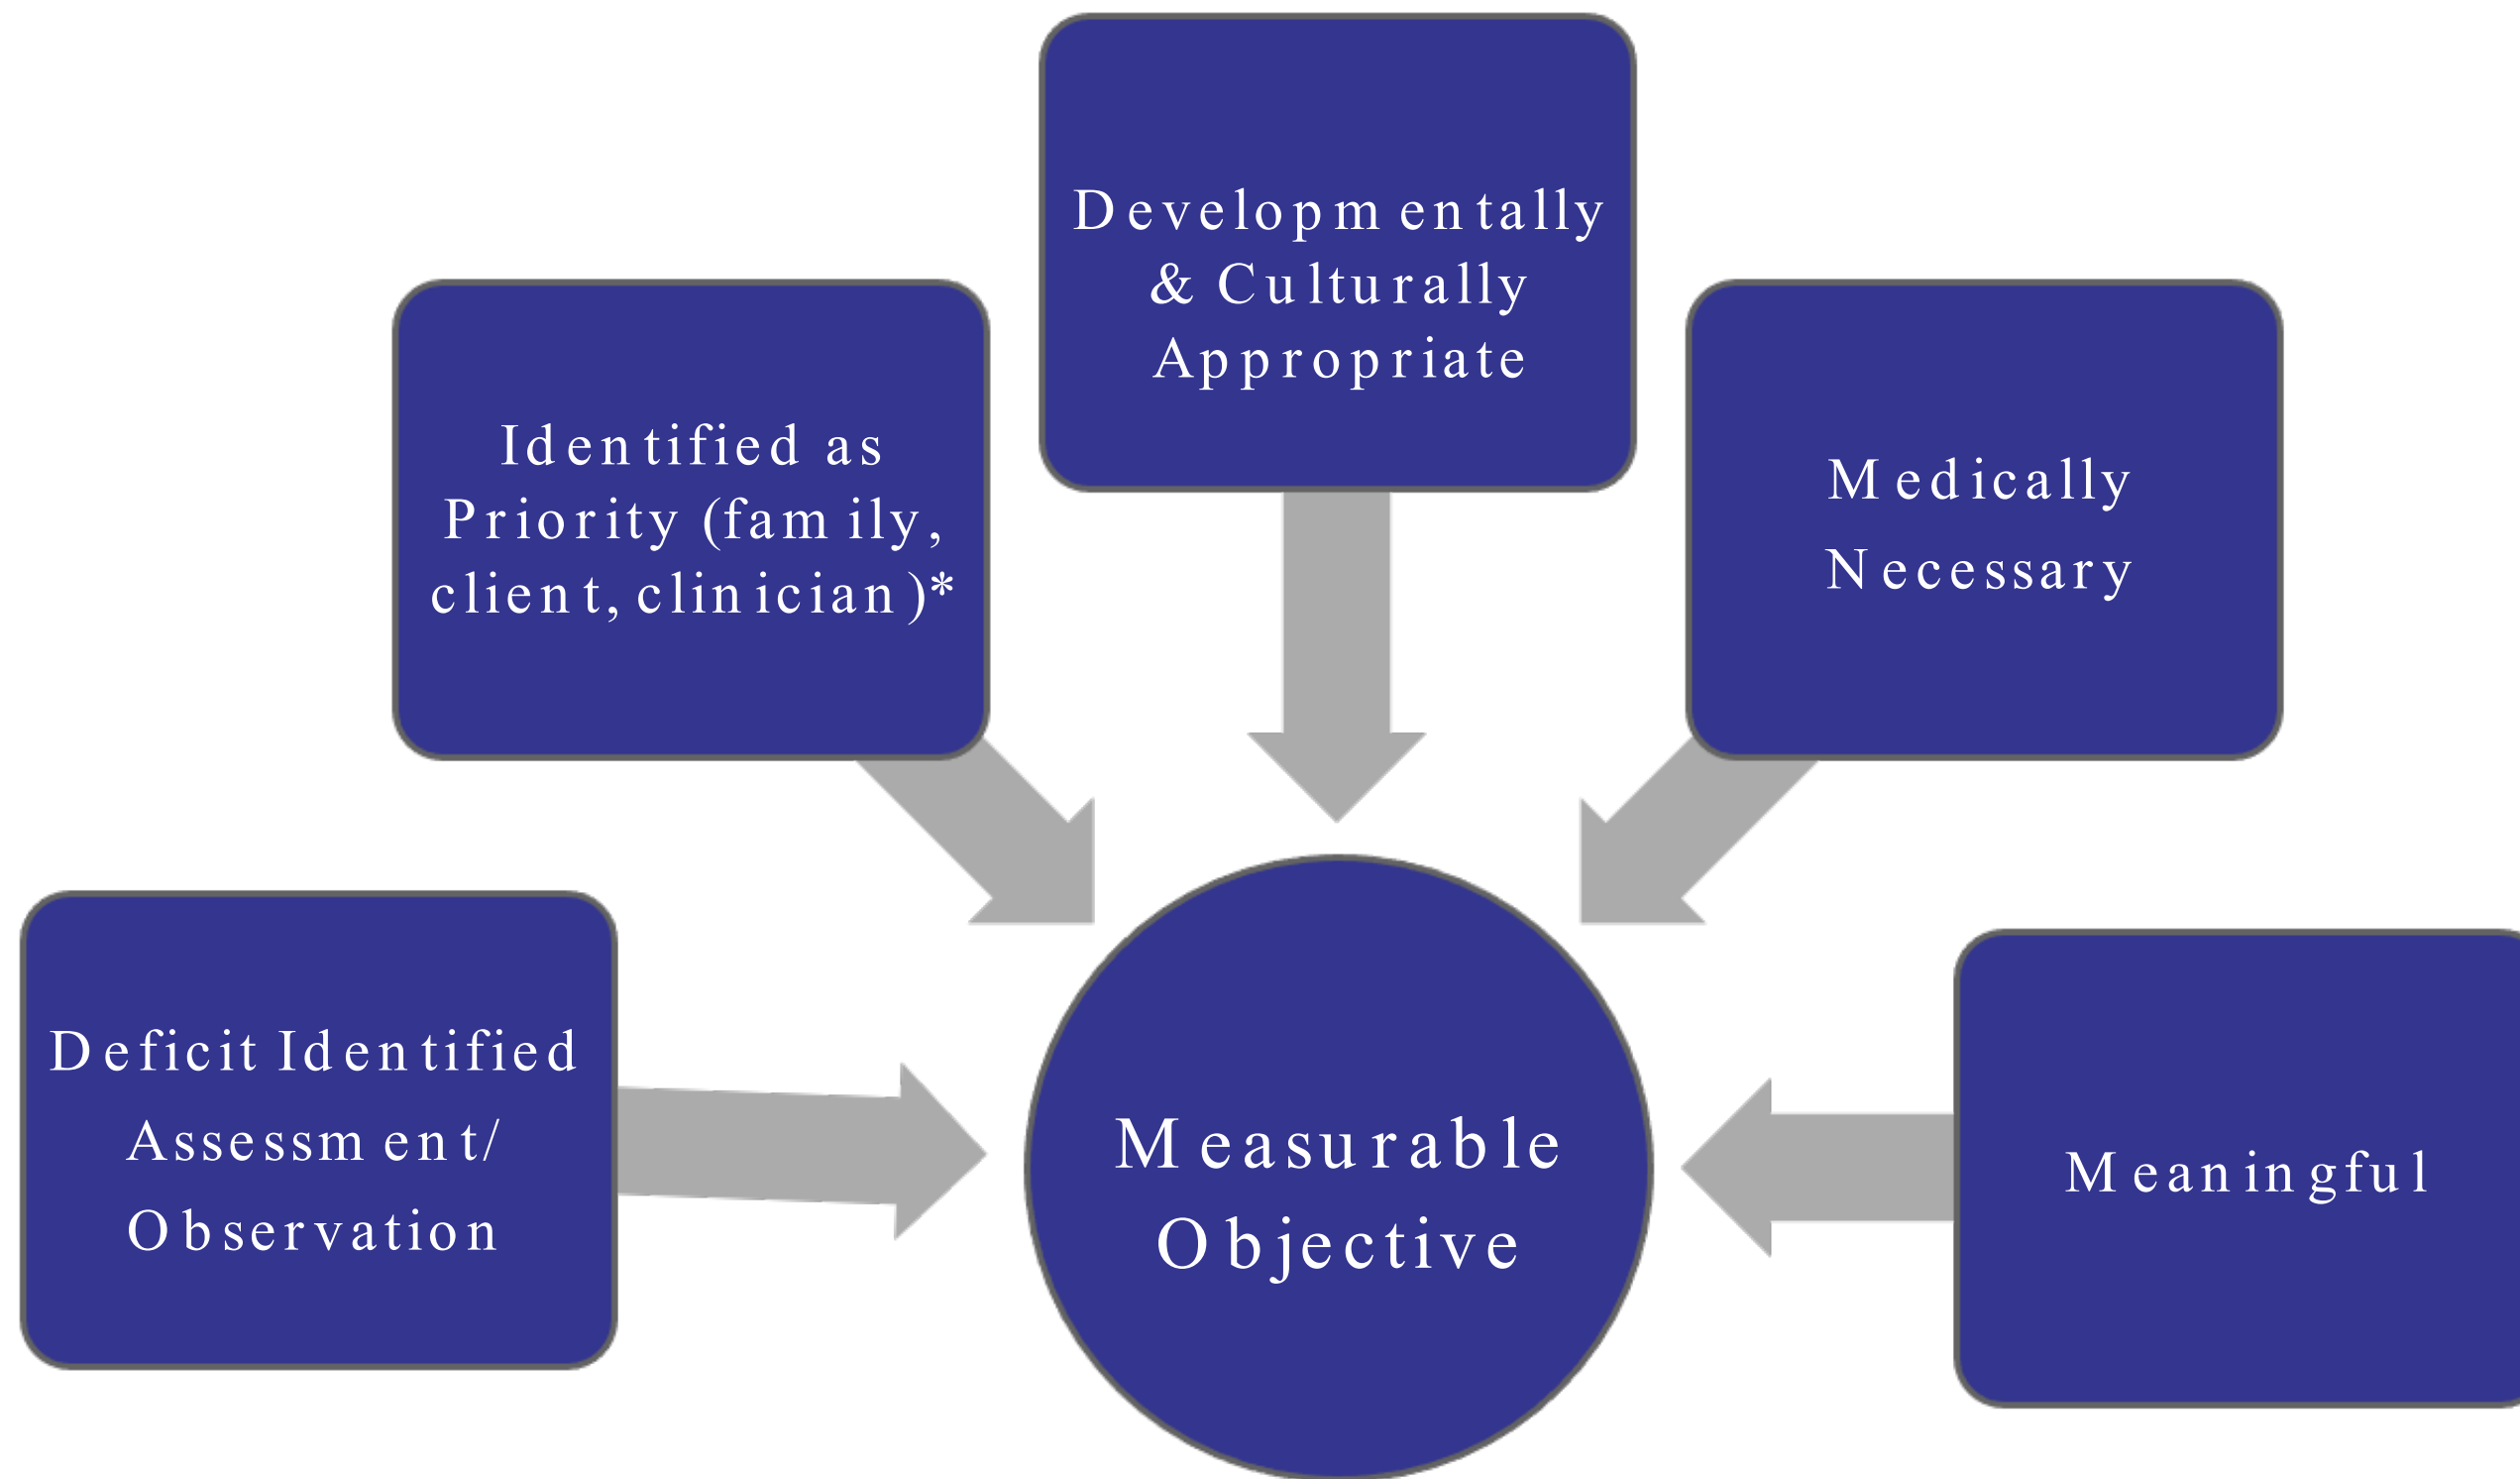 Developmentally
& Culturally
Appropriate
Identified as
Priority (family,
client, clinician)*
Medically
Necessary
Deficit Identified
Assessment/
Observation
Measurable
Objective
Meaningful